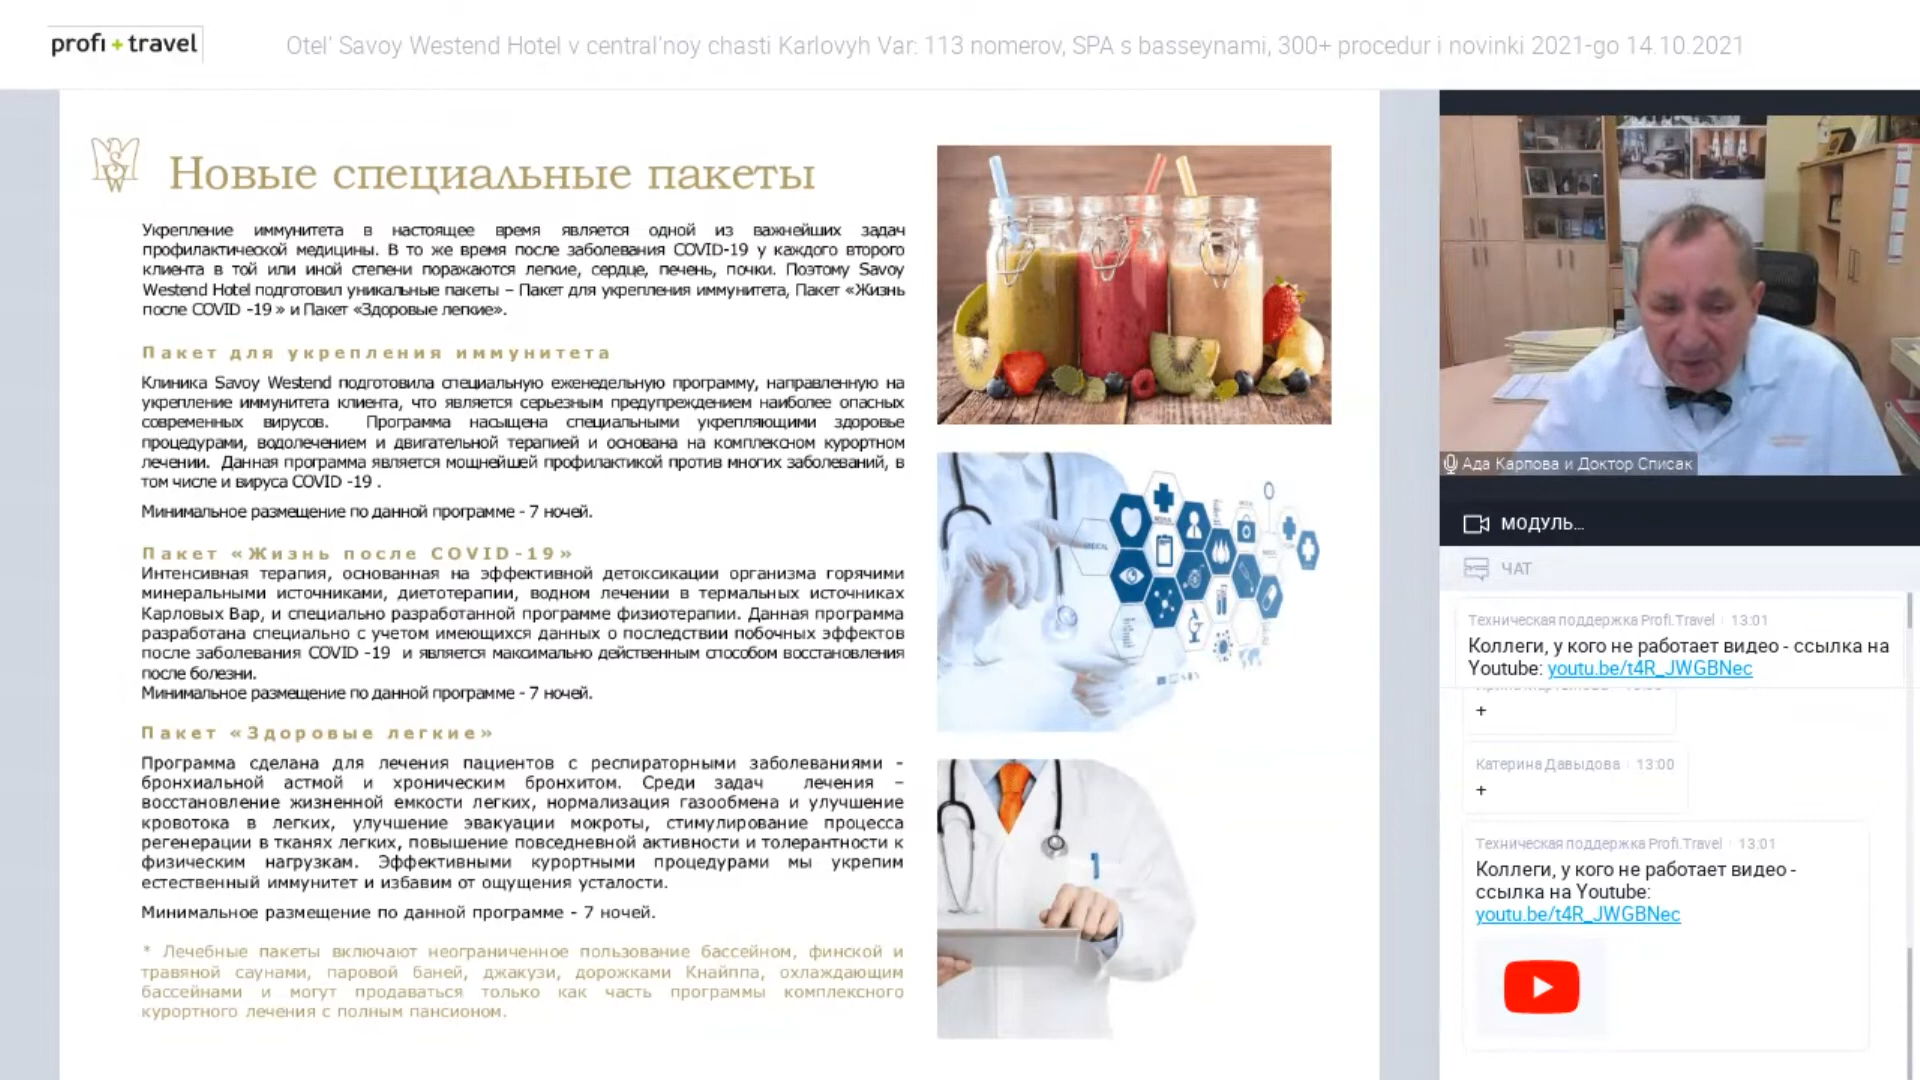 profi + travel
Otel' Savoy Westend Hotel v central'noy chasti Karlovyh Var: 113 nomerov, SPA s basseynami, 300+ procedur i novinki 2021-go 14.10.2021
Новые специальные пакеты
Укрепление иммунитета в настоящее время является одной из важнейших задач
профилактической медицины. В то же время после заболевания COVID-19 у каждого второго
клиента в той или иной степени поражаются легкие, сердце, печень, почки. Поэтому Savoy
Westend Hotel подготовил уникальные пакеты – Пакет для укрепления иммунитета, Пакет «Жизнь
после COVID -19 » и Пакет «Здоровые легкие».
Пакет для укрепления иммунитета
Клиника Savoy Westend подготовила специальную еженедельную программу, направленную на
укрепление иммунитета клиента, что является серьезным предупреждением наиболее опасных
современных вирусов. Программа насыщена специальными укрепляющими здоровье
процедурами, водолечением и двигательной терапией и основана на комплексном курортном
лечении. Данная программа является мощнейшей профилактикой против многих заболеваний, в
том числе и вируса COVID -19 .
Минимальное размещение по данной программе - 7 ночей.
Пакет «Жизнь после COVID-19»
Интенсивная терапия, основанная на эффективной детоксикации организма горячими
минеральными источниками, диетотерапии, водном лечении в термальных источниках
Карловых Вар, и специально разработанной программе физиотерапии. Данная программа
разработана специально с учетом имеющихся данных о последствии побочных эффектов
после заболевания COVID -19 и является максимально действенным способом восстановления
после болезни.
Минимальное размещение по данной программе - 7 ночей.
Пакет «Здоровые легкие»
Программа сделана для лечения пациентов с респираторными заболеваниями -
бронхиальной астмой и хроническим бронхитом. Среди задач лечения –
восстановление жизненной емкости легких, нормализация газообмена и улучшение
кровотока в легких, улучшение эвакуации мокроты, стимулирование процесса
регенерации в тканях легких, повышение повседневной активности и толерантности к
физическим нагрузкам. Эффективными курортными процедурами мы укрепим
естественный иммунитет и избавим от ощущения усталости.
Минимальное размещение по данной программе - 7 ночей.
* Лечебные пакеты включают неограниченное пользование бассейном, финской и
травяной саунами, паровой баней, джакузи, дорожками Кнайппа, охлаждающим
бассейнами и могут продаваться только как часть программы комплексного
курортного лечения с полным пансионом.
Ада Карпова и Доктор Списак
МОДУЛЬ...
ЧАТ
Техническая поддержка Profi.Travel 13:01
Коллеги, у кого не работает видео - ссылка на
Youtube: youtu.be/t4R_JWGBNec
+
Катерина Давыдова 13:00
+
Техническая поддержка Profi.Travel 13:01
Коллеги, у кого не работает видео -
ссылка на Youtube:
youtu.be/t4R_JWGBNec